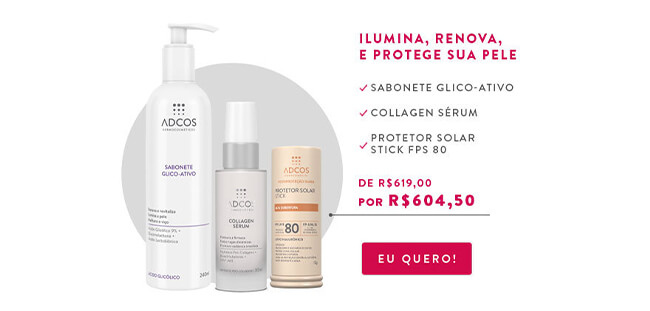 ILUMINA, RENOVA,
E PROTEGE SUA PELE
SABONETE GLICO-ATIVO
COLLAGEN SÉRUM
PROTETOR SOLAR
STICK FPS 80
DE R$619,00
POR R$604,50
EU QUERO!
ADCOS
SABONETE
GLICO-ATIVO
240ml
ADCOS
COLLAGEN
SÉRUM
ADCOS
PROTETOR SOLAR
STICK
80